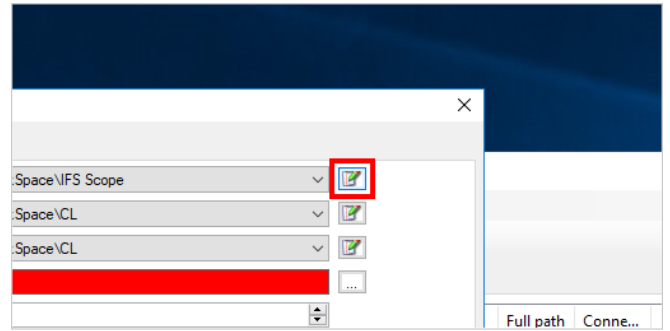 :Space\IFS Scope
:Space\CL
:Space\CL
...
Full path Conne...